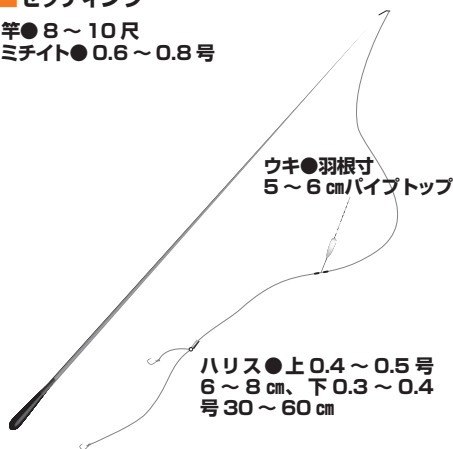 ■セッティング
竿●8～10尺
ミチイト●0.6～0.8号
ウキ●羽根寸
5～6㎝パイプトップ
ハリス●上0.4～0.5号
6～8㎝、下0.3～0.4
号30～60㎝